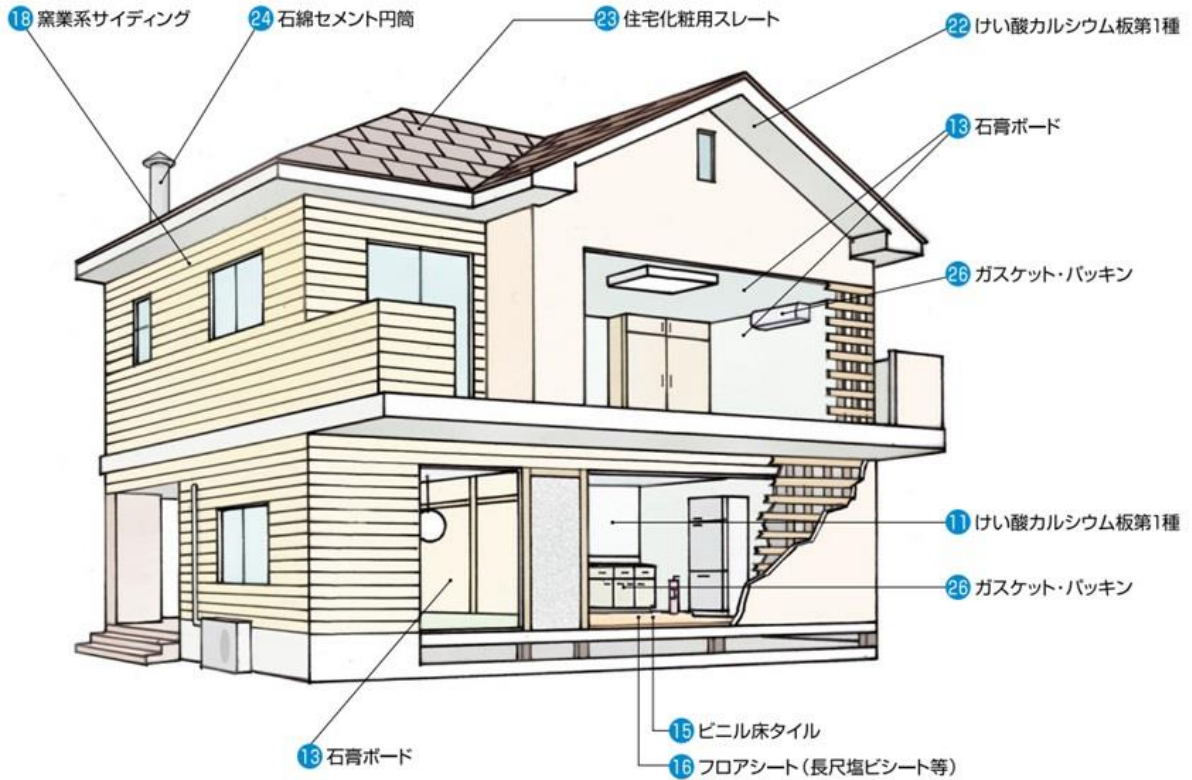 18 窯業系サイディング
24 石綿セメント円筒
23 住宅化粧用スレート
22 けい酸カルシウム板第1種
13 石膏ボード
26 ガスケット・パッキン
11 けい酸カルシウム板第1種
26 ガスケット・パッキン
15 ビニル床タイル
13 石膏ボード
16 フロアシート（長尺塩ビシート等）